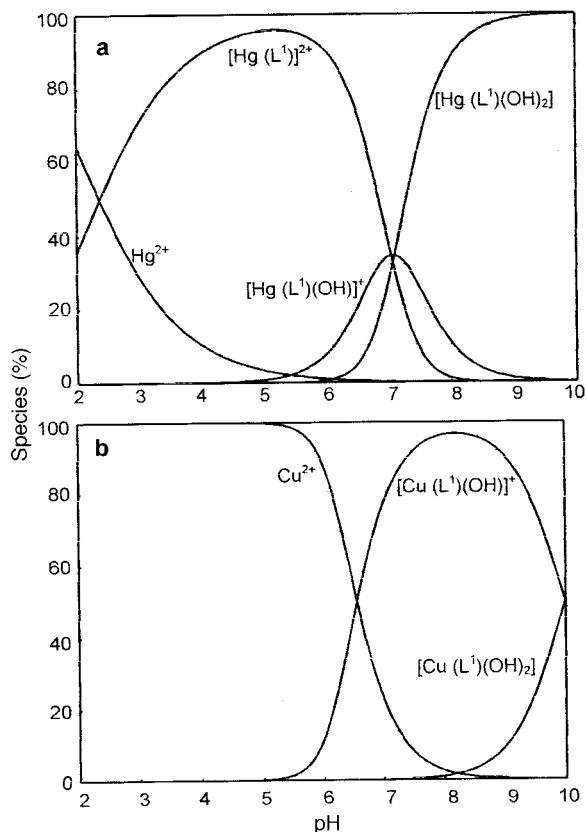 a
[Hg (L¹)]²⁺
[Hg (L¹)(OH)₂]
Hg²⁺
[Hg (L¹)(OH)]⁺
100
80
60
40
20
0
2 3 4 5 6 7 8 9 10
Species (%)
b
Cu²⁺
[Cu (L¹)(OH)]⁺
[Cu (L¹)(OH)₂]
100
80
60
40
20
0
2 3 4 5 6 7 8 9 10
pH